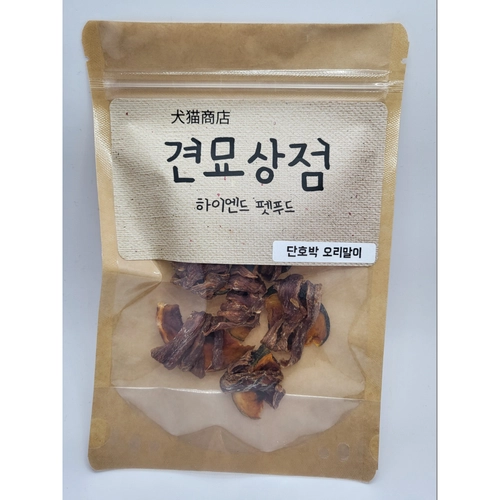 犬猫商店
견묘상점
하이엔드 펫푸드
단호박 오리말이